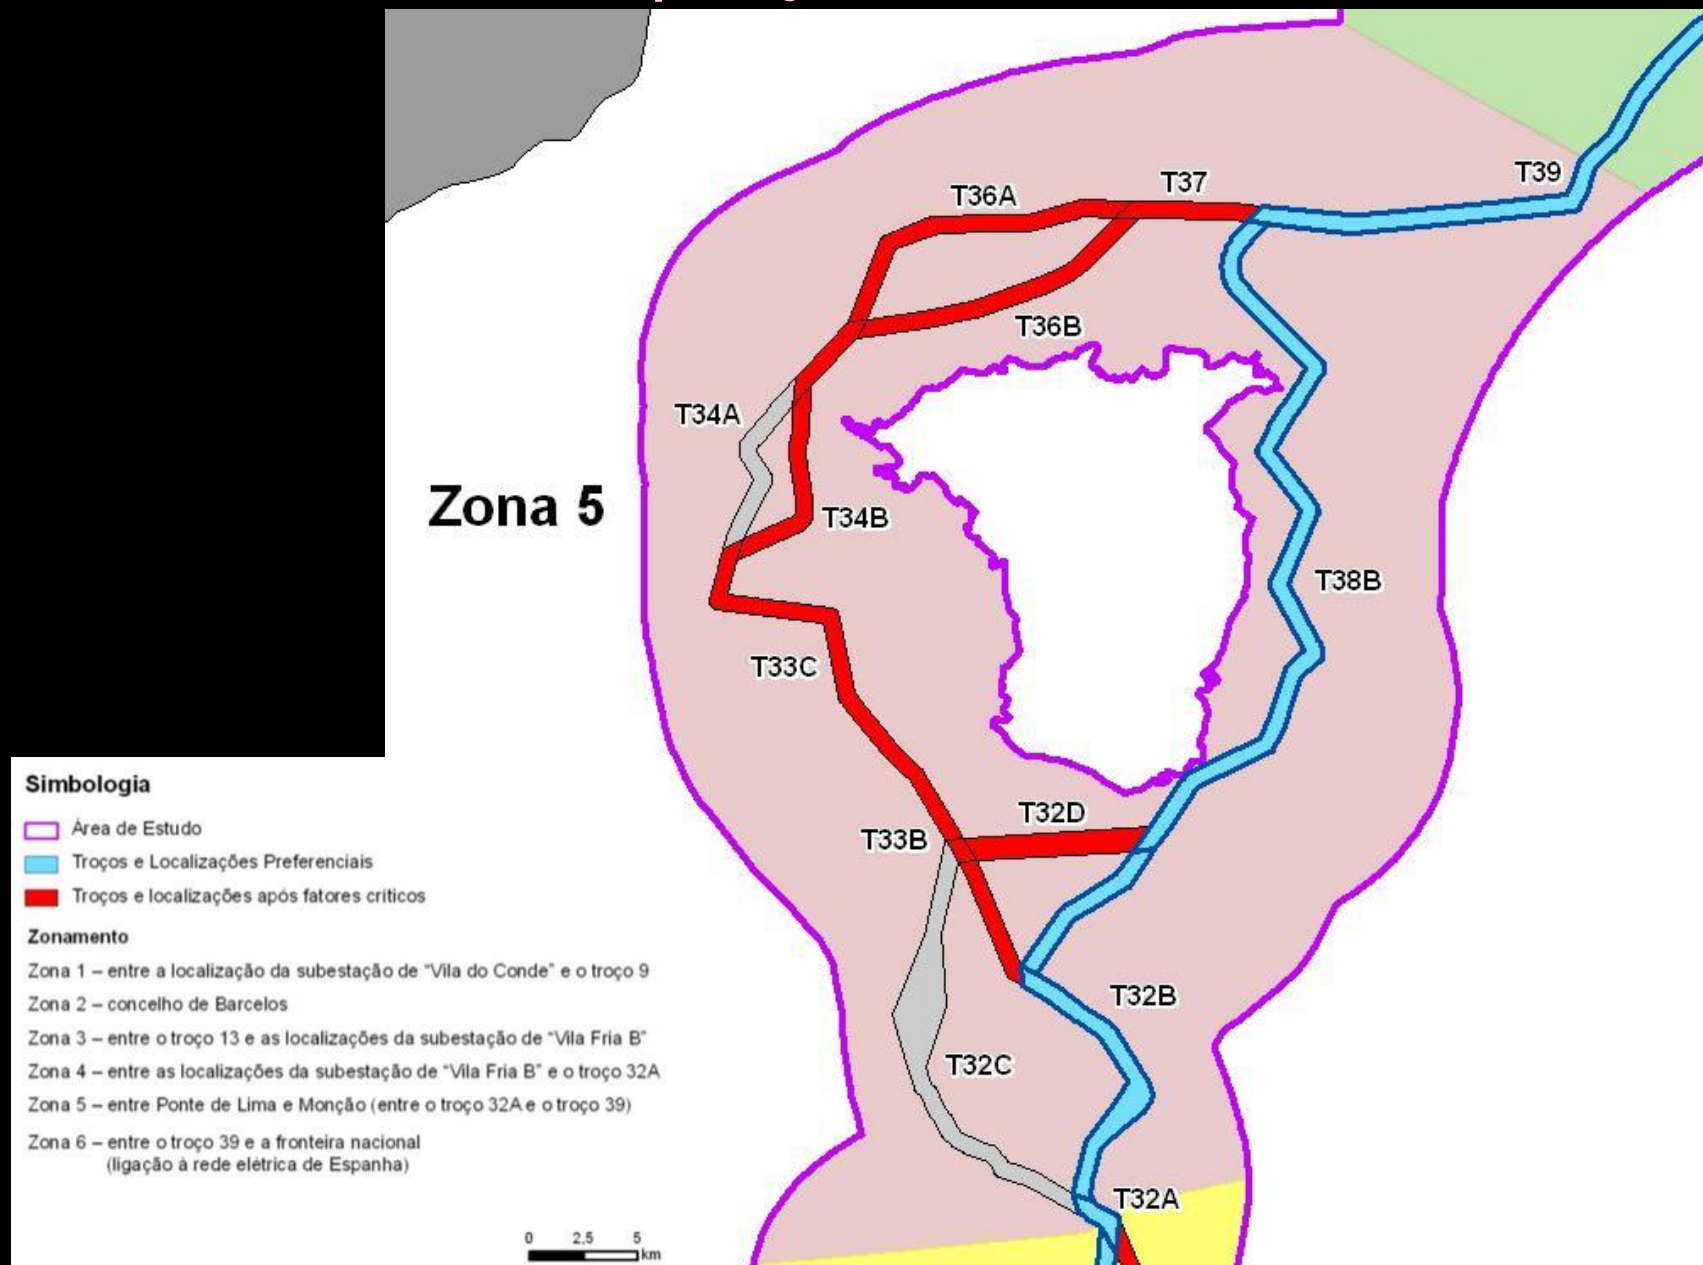 T39
T37
T36A
T36B
T34A
Zona 5
T34B
T38B
T33C
T32D
T33B
T32B
T32C
T32A
Simbologia
Área de Estudo
Troços e Localizações Preferenciais
Troços e localizações após fatores críticos
Zonamento
Zona 1 – entre a localização da subestação de "Vila do Conde" e o troço 9
Zona 2 – concelho de Barcelos
Zona 3 – entre o troço 13 e as localizações da subestação de "Vila Fria B"
Zona 4 – entre as localizações da subestação de "Vila Fria B" e o troço 32A
Zona 5 – entre Ponte de Lima e Monção (entre o troço 32A e o troço 39)
Zona 6 – entre o troço 39 e a fronteira nacional
(ligação à rede elétrica de Espanha)
0 2,5 5
km